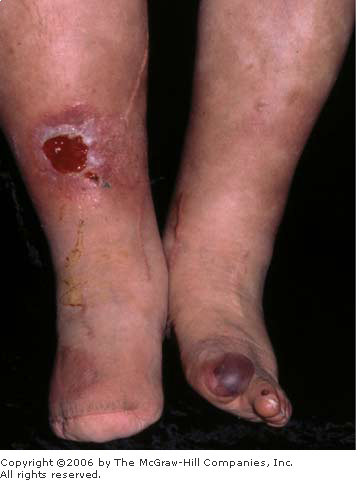 Copyright ©2006 by The McGraw-Hill Companies, Inc.
All rights reserved.